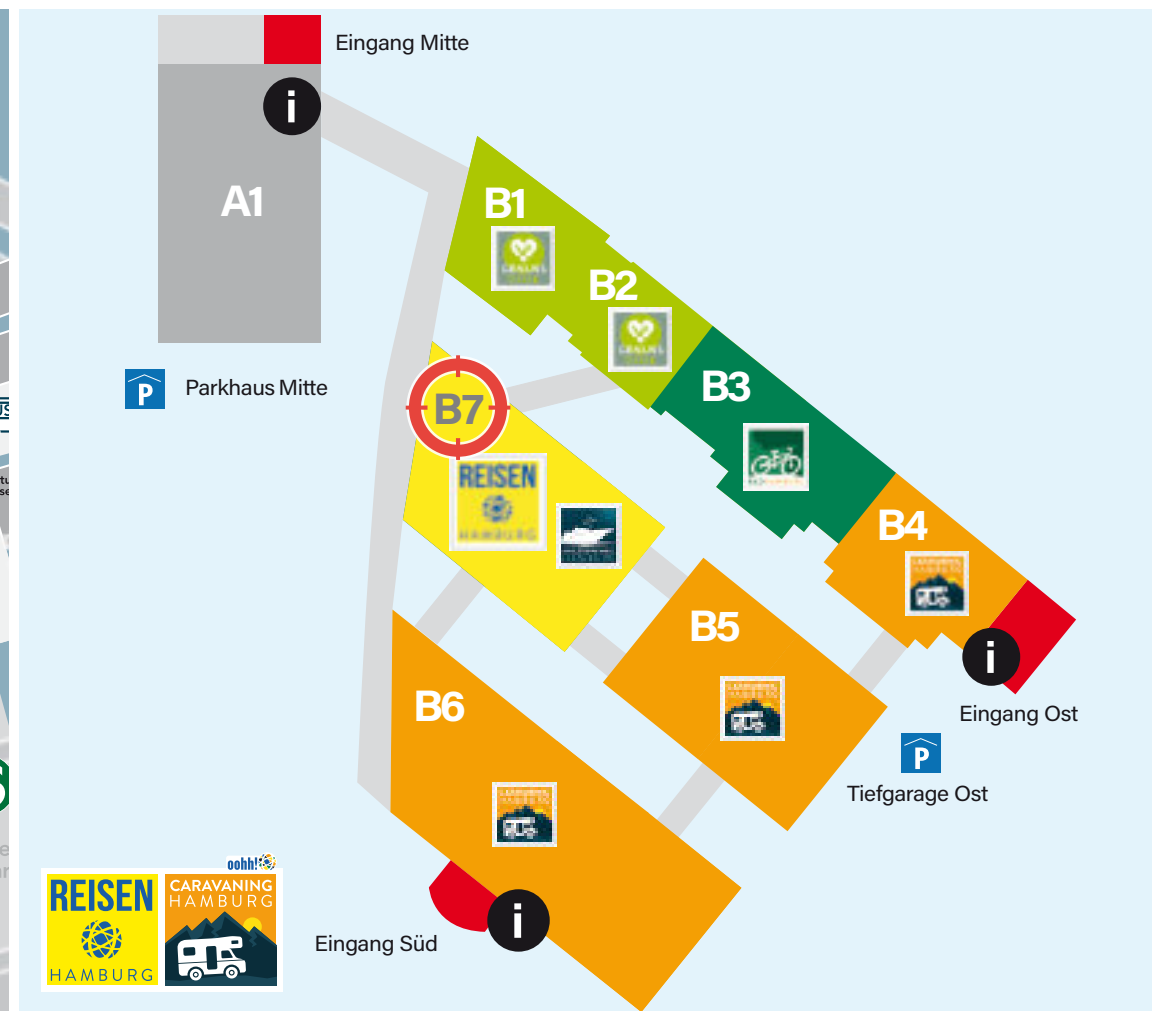 Eingang Mitte
i
A1
B1
B2
B3
P
Parkhaus Mitte
B7
REISEN
HAMBURG
B4
B5
i
Eingang Ost
B6
P
Tiefgarage Ost
oohh!
REISEN
HAMBURG
CARAVANING
HAMBURG
i
Eingang Süd